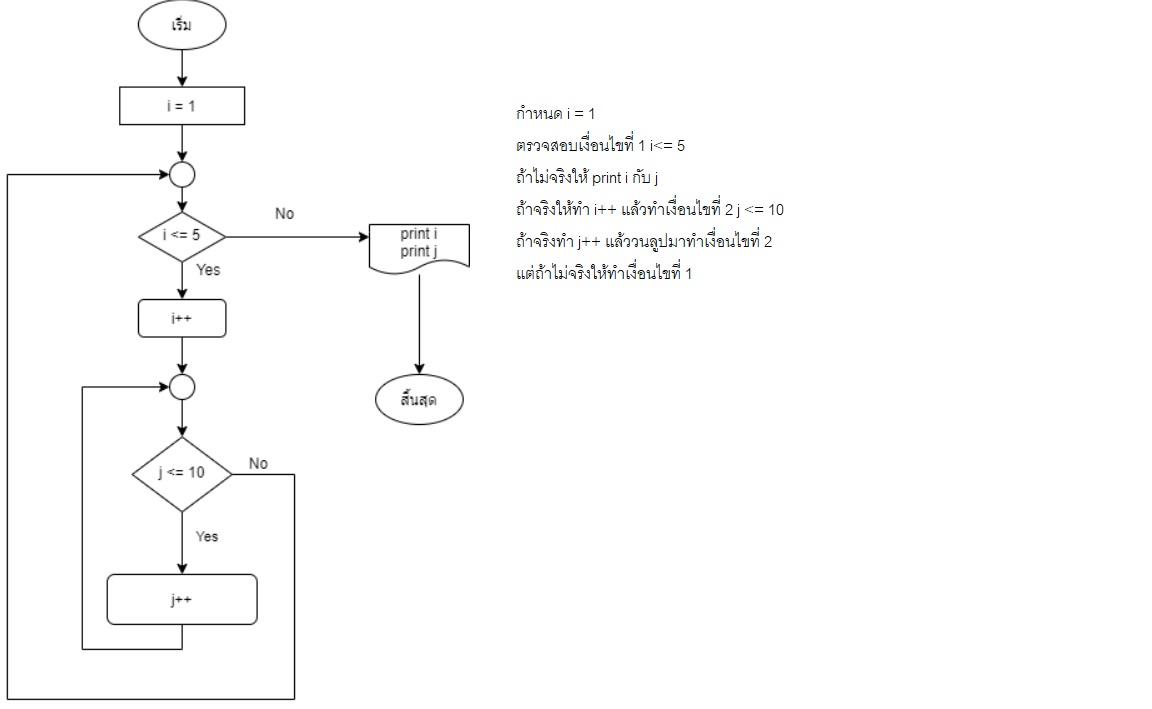 เริ่ม
i = 1
i <= 5
No
print i
print j
Yes
i++
สิ้นสุด
j <= 10
No
Yes
j++
กำหนด i = 1
ตรวจสอบเงื่อนไขที่ 1 i<= 5
ถ้าไม่จริงให้ print i กับ j
ถ้าจริงให้ทำ i++ แล้วทำเงื่อนไขที่ 2 j <= 10
ถ้าจริงทำ j++ แล้ววนลูปมาทำเงื่อนไขที่ 2
แต่ถ้าไม่จริงให้ทำเงื่อนไขที่ 1